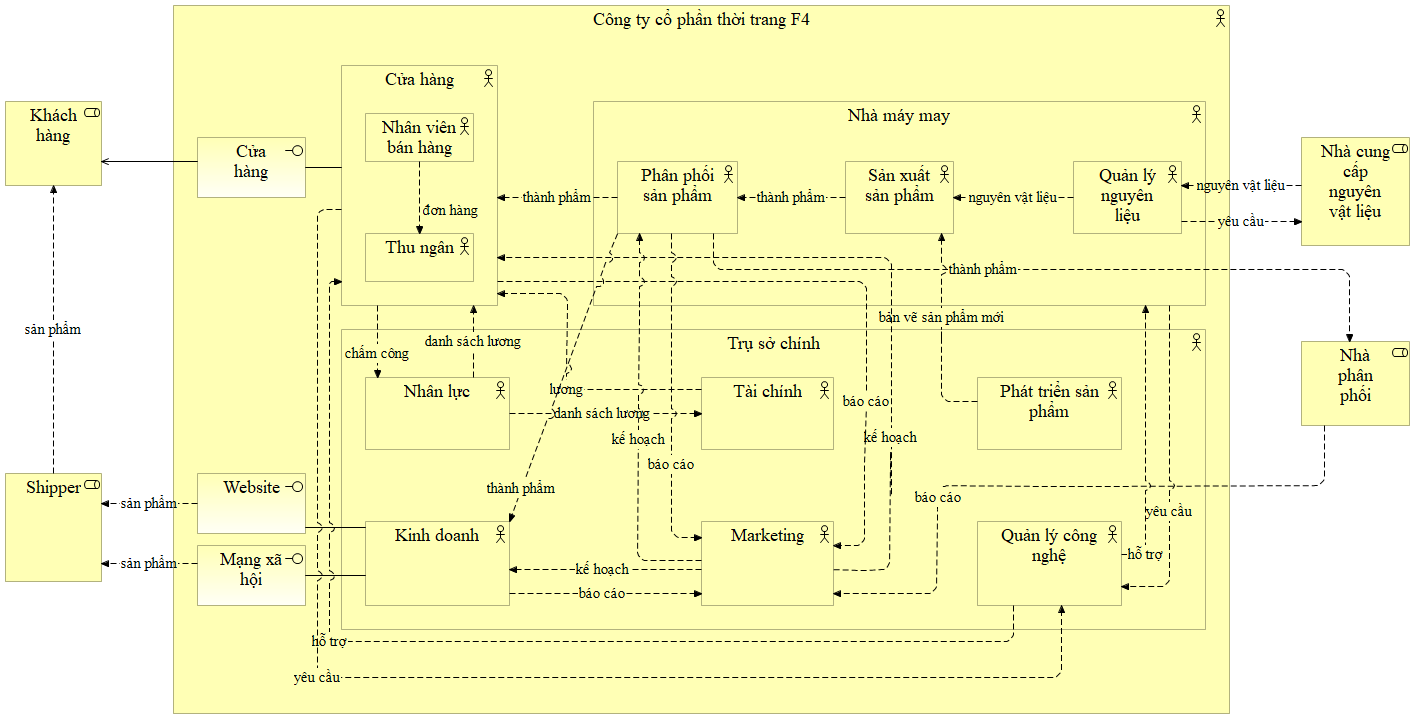 Công ty cổ phần thời trang F4
Cửa hàng
Nhân viên
bán hàng
đơn hàng
Thu ngân
Khách
hàng
Cửa
hàng
Nhà máy may
Phân phối
sản phẩm
Sản xuất
sản phẩm
Quản lý
nguyên
liệu
Nhà cung
cấp
nguyên
vật liệu
thành phẩm
thành phẩm
nguyên vật liệu
nguyên vật liệu
yêu cầu
thành phẩm
bản vẽ sản phẩm mới
sản phẩm
chấm công
danh sách lương
Trụ sở chính
Nhà
phân
phối
Nhân lực
lương
danh sách lương
Tài chính
báo cáo
Phát triển sản
phẩm
kế hoạch
kế hoạch
báo cáo
thành phẩm
báo cáo
yêu cầu
Shipper
sản phẩm
Website
sản phẩm
Mạng xã
hội
Kinh doanh
kế hoạch
báo cáo
Marketing
Quản lý công
nghệ
hỗ trợ
hỗ trợ
yêu cầu